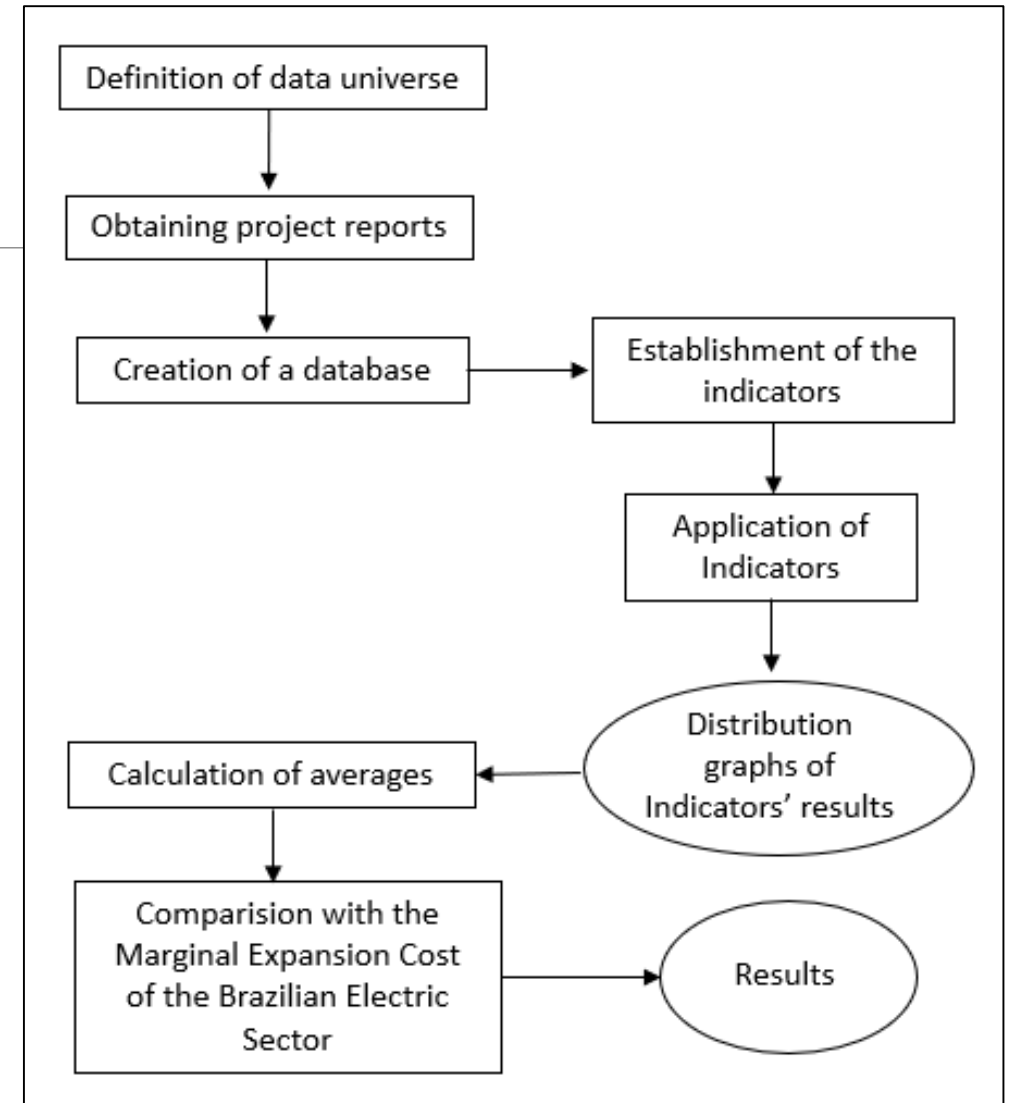 Definition of data universe
Obtaining project reports
Creation of a database
Establishment of the
indicators
Application of
Indicators
Distribution
graphs of
Indicators’ results
Calculation of averages
Comparision with the
Marginal Expansion Cost
of the Brazilian Electric
Sector
Results